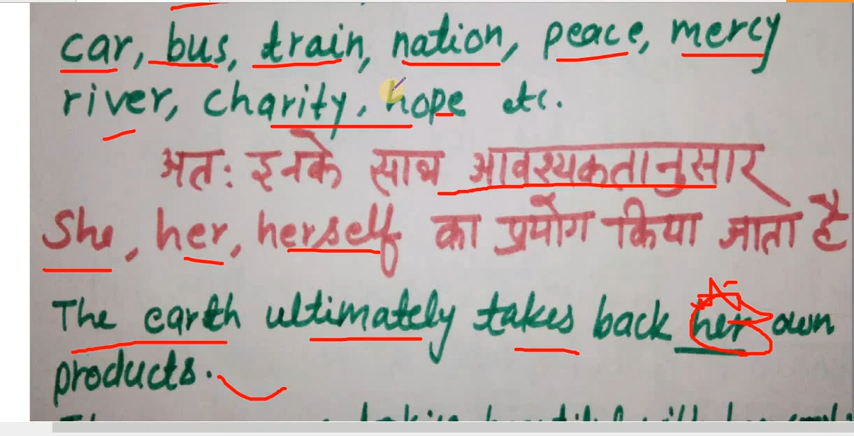 car, bus, train, nation, peace, mercy
river, charity, hope etc.
अतः इनके साथ आवश्यकतानुसार
She, her, herself का प्रयोग किया जाता है
The earth ultimately takes back her own
products.